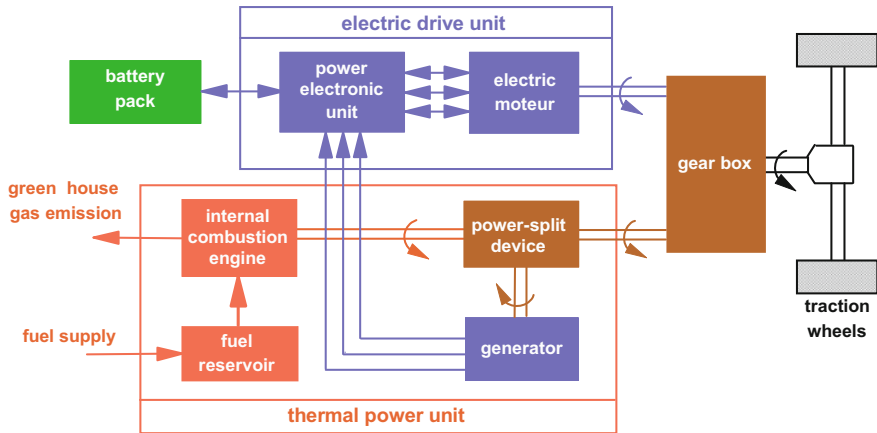 electric drive unit
battery
pack
power
electronic
unit
electric
moteur
gear box
green house
gas emission
internal
combustion
engine
power-split
device
fuel supply
fuel
reservoir
generator
traction
wheels
thermal power unit